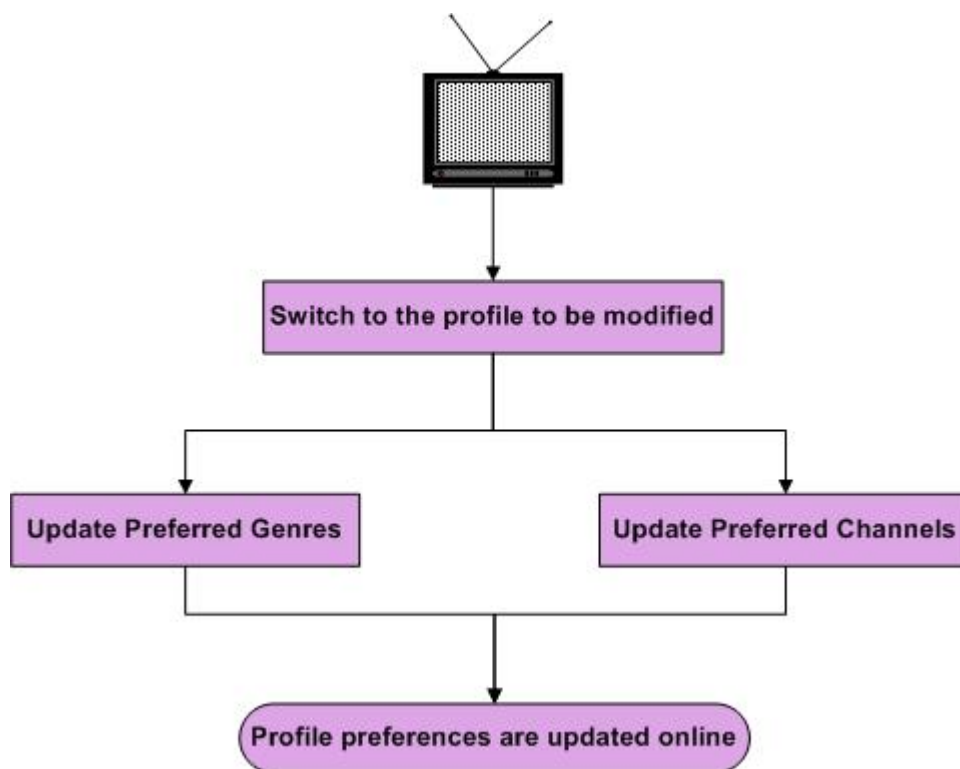 Switch to the profile to be modified
Update Preferred Genres
Update Preferred Channels
Profile preferences are updated online